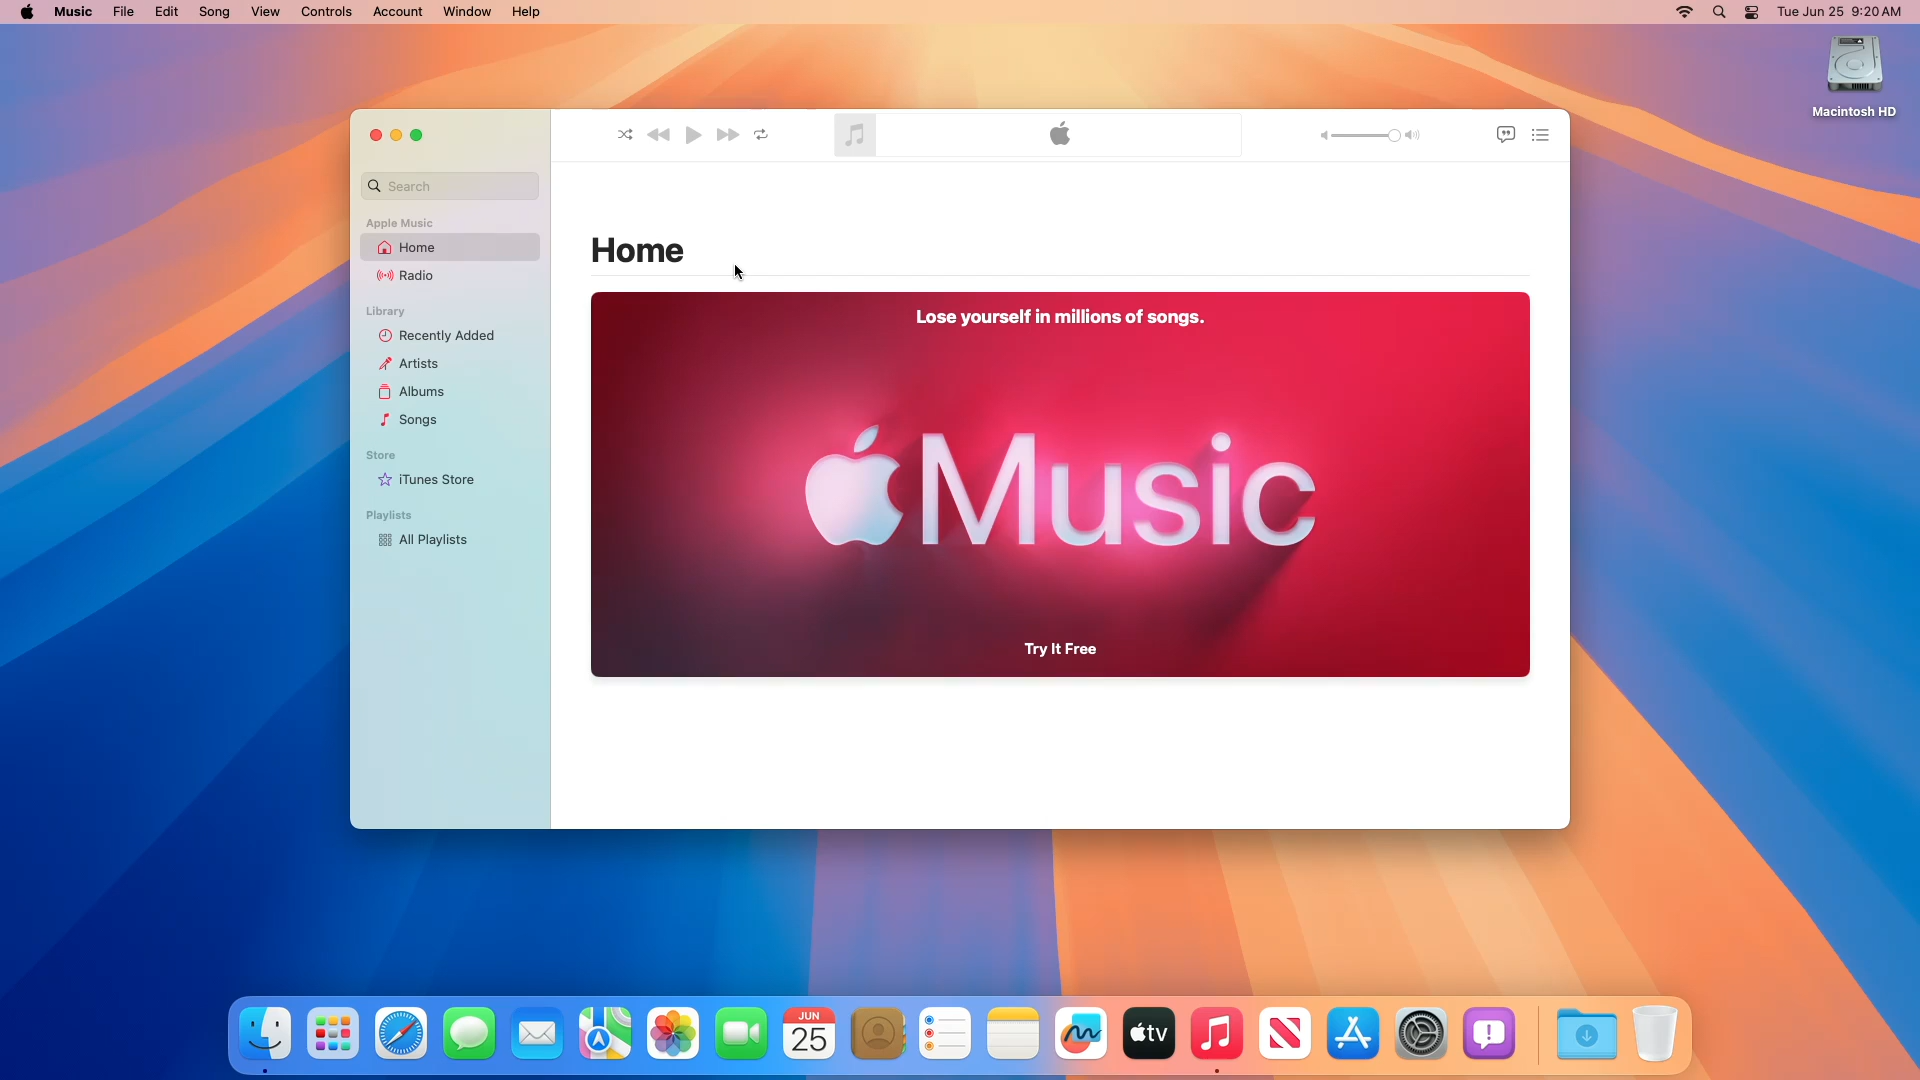 Music File Edit Song View Controls Account Window Help Tue Jun 25 9:20 AM
Macintosh HD
Search
Apple Music
Home
Radio
Library
Recently Added
Artists
Albums
Songs
Store
iTunes Store
Playlists
All Playlists
Home
Lose yourself in millions of songs.
Music
Try It Free
JUN
25
tv